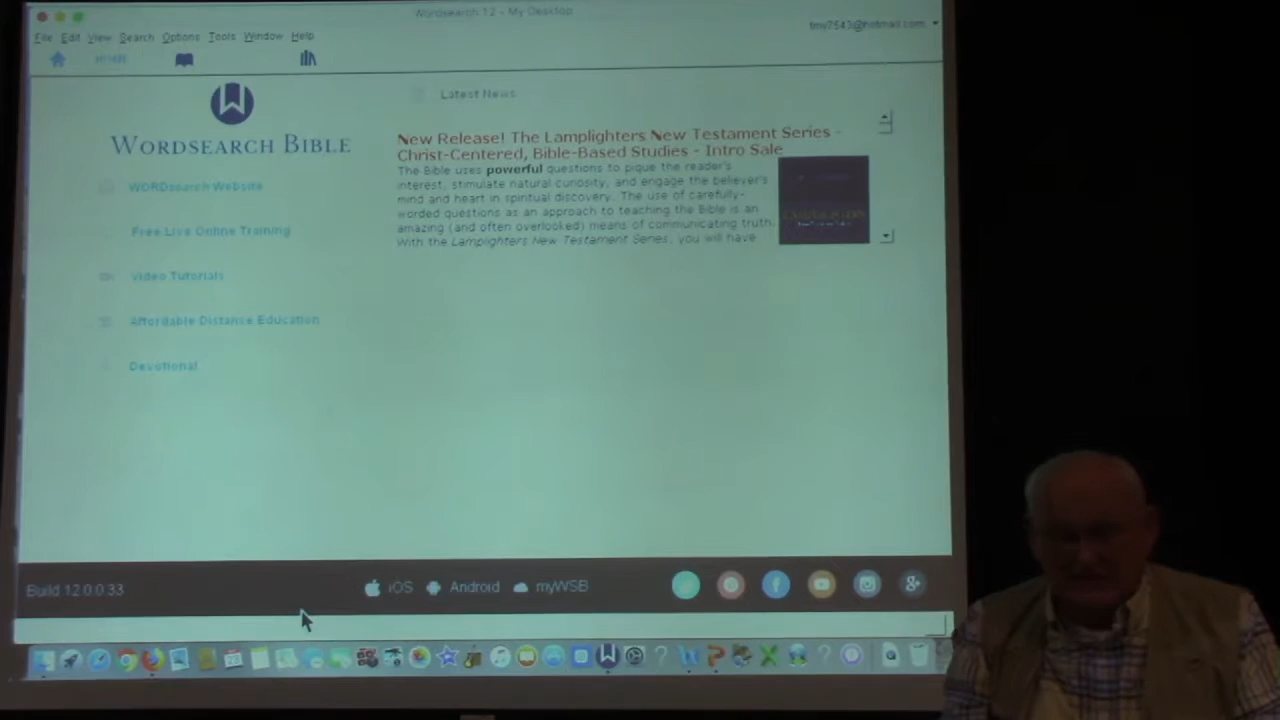 Wordsearch 12 - My Desktop
tmv7543@hotmail.com
File Edit View Search Options Tools Window Help
HOME
Latest News
WORDSEARCH BIBLE
New Release! The Lamplighters New Testament Series -
Christ-Centered, Bible-Based Studies - Intro Sale
The Bible uses powerful questions to pique the reader's
interest, stimulate natural curiosity, and engage the believer's
mind and heart in spiritual discovery. The use of carefully-
worded questions as an approach to teaching the Bible is an
amazing (and often overlooked) means of communicating truth.
With the Lamplighters New Testament Series, you will have
LAMPLIGHTERS
WORDsearch Website
Free Live Online Training
Video Tutorials
Affordable Distance Education
Devotional
Build 12.0.0.33
iOS Android myWSB